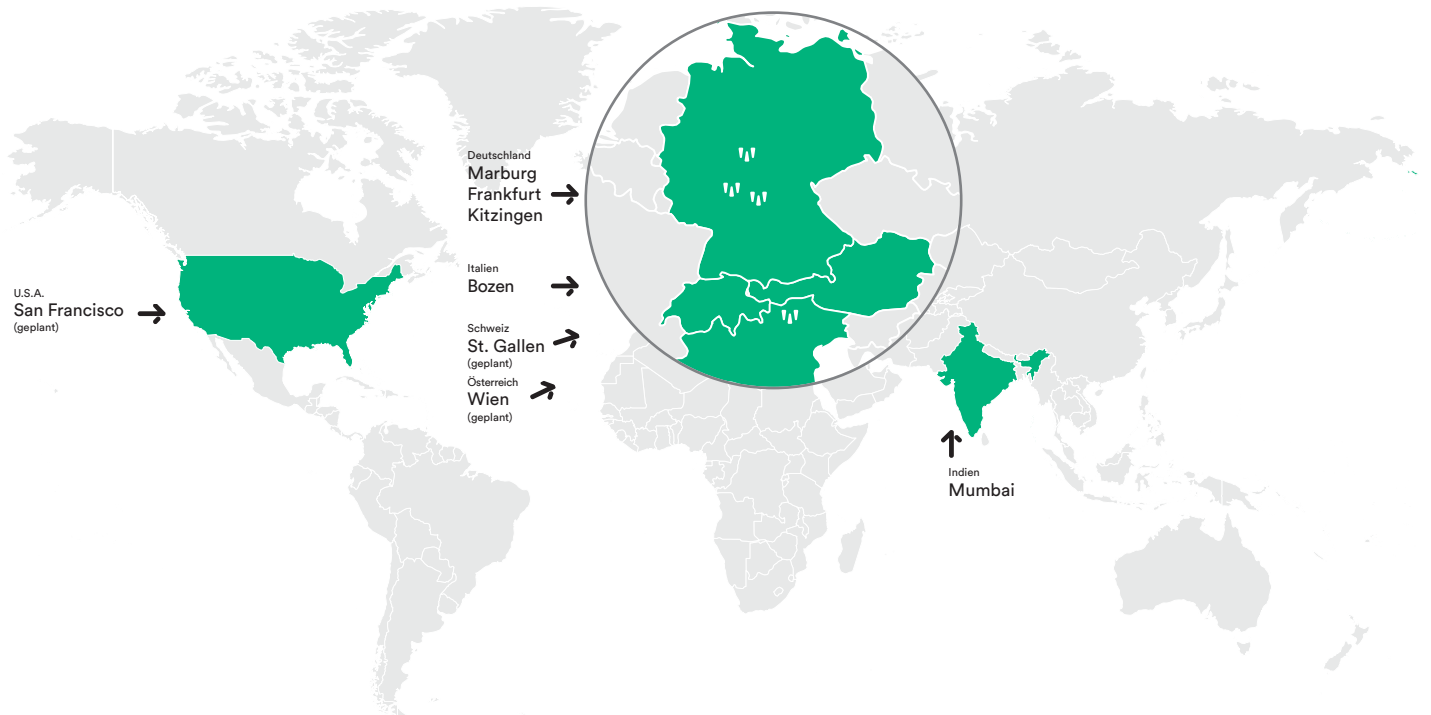 Deutschland
Marburg
Frankfurt
Kitzingen
Italien
Bozen
U.S.A.
San Francisco
(geplant)
Schweiz
St. Gallen
(geplant)
Österreich
Wien
(geplant)
Indien
Mumbai